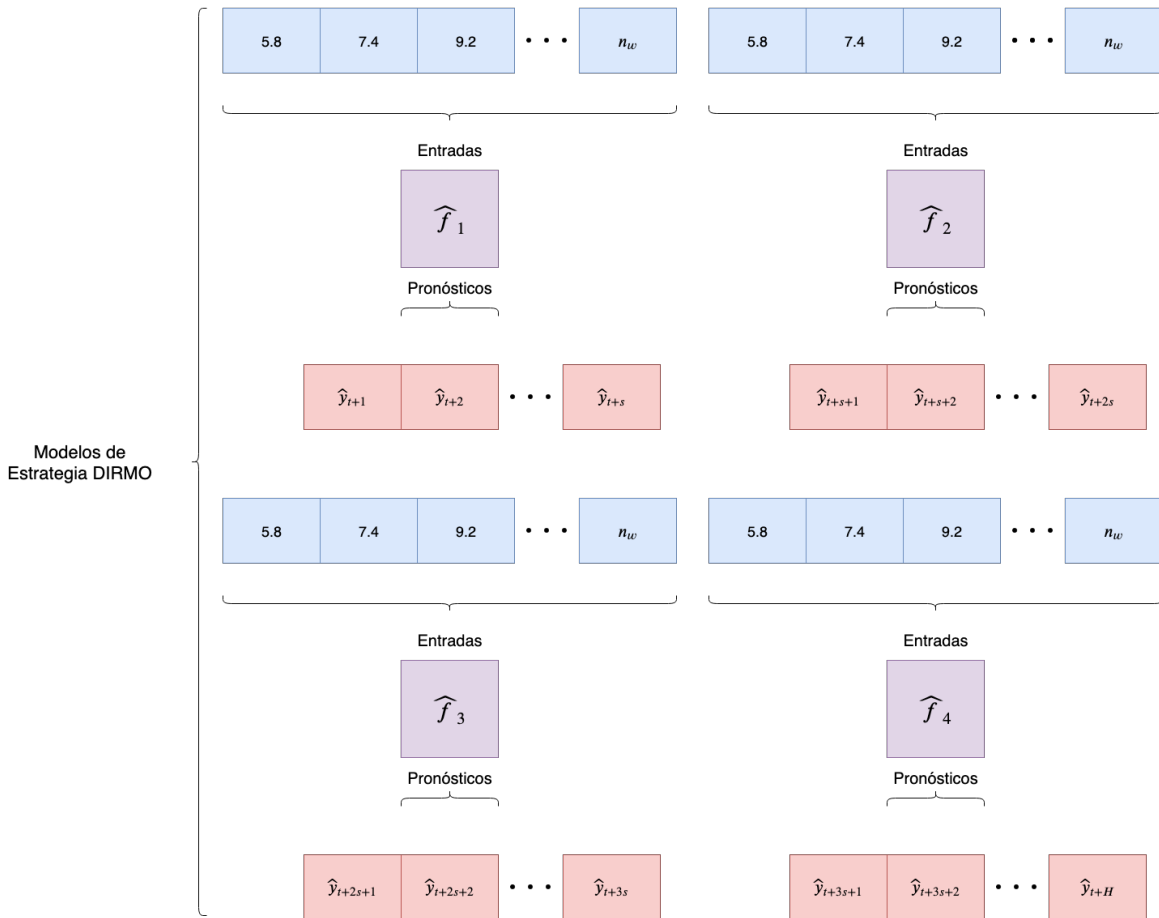 5.8 7.4 9.2 • • • n_w 5.8 7.4 9.2 • • • n_w
Entradas Entradas
f̂ 1 f̂ 2
Pronósticos Pronósticos
ŷ_{t+1} ŷ_{t+2} • • • ŷ_{t+s} ŷ_{t+s+1} ŷ_{t+s+2} • • • ŷ_{t+2s}
Modelos de
Estrategia DIRMO
5.8 7.4 9.2 • • • n_w 5.8 7.4 9.2 • • • n_w
Entradas Entradas
f̂ 3 f̂ 4
Pronósticos Pronósticos
ŷ_{t+2s+1} ŷ_{t+2s+2} • • • ŷ_{t+3s} ŷ_{t+3s+1} ŷ_{t+3s+2} • • • ŷ_{t+H}